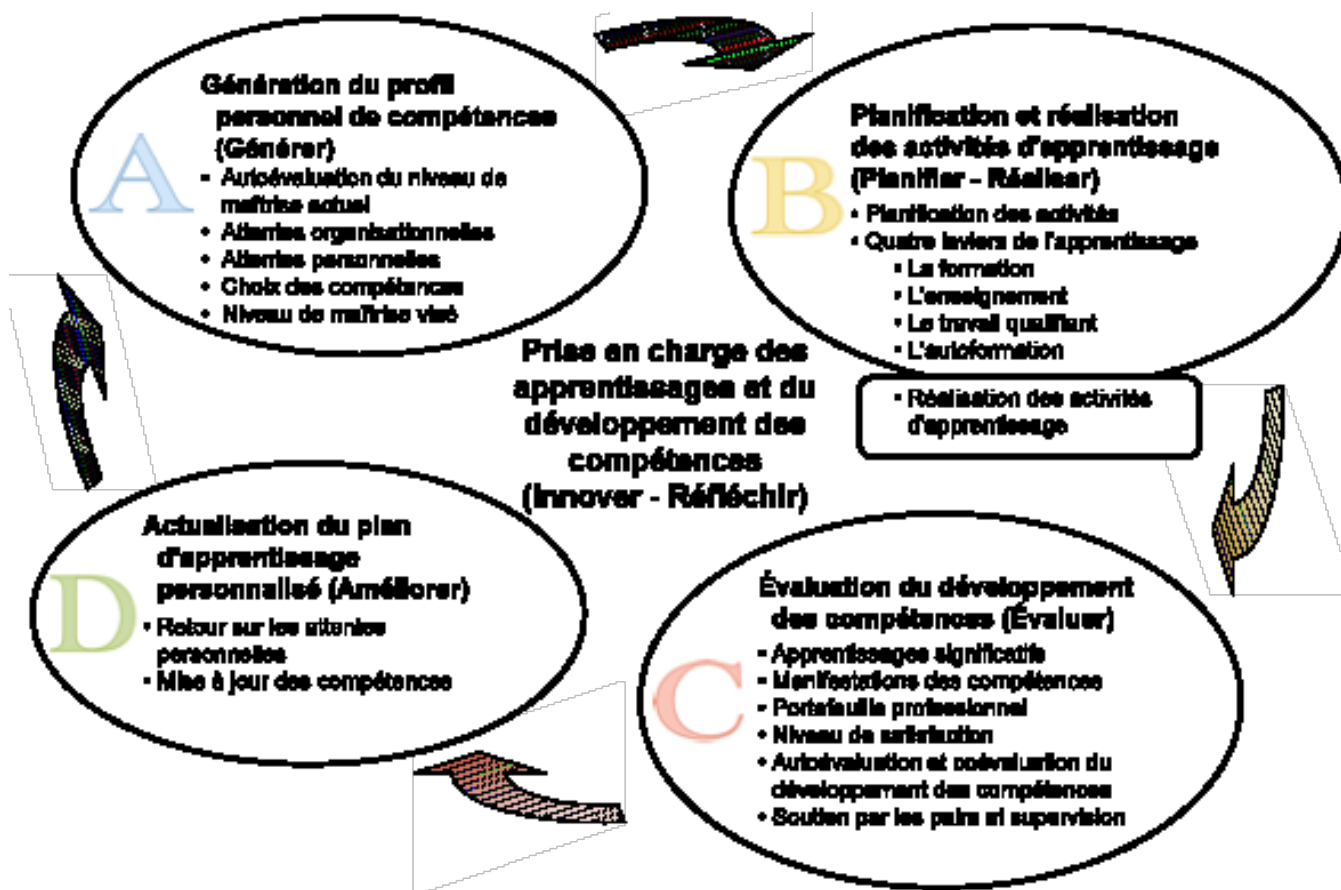 A
Génération du profil
personnel de compétences
(Générer)
• Autoévaluation du niveau de
maîtrise actuel
• Attentes organisationnelles
• Attentes personnelles
• Choix des compétences
• Niveau de maîtrise visé
B
Planification et réalisation
des activités d'apprentissage
(Planifier - Réaliser)
• Planification des activités
• Quatre leviers de l'apprentissage
• La formation
• L'enseignement
• Le travail qualifiant
• L'autoformation
• Réalisation des activités
d'apprentissage
Prise en charge des
apprentissages et du
développement des
compétences
(Innover - Réfléchir)
C
Évaluation du développement
des compétences (Évaluer)
• Apprentissages significatifs
• Manifestations des compétences
• Portefeuille professionnel
• Niveau de satisfaction
• Autoévaluation et coévaluation du
développement des compétences
• Soutien par les pairs et supervision
D
Actualisation du plan
d'apprentissage
personnalisé (Améliorer)
• Retour sur les attentes
personnelles
• Mise à jour des compétences